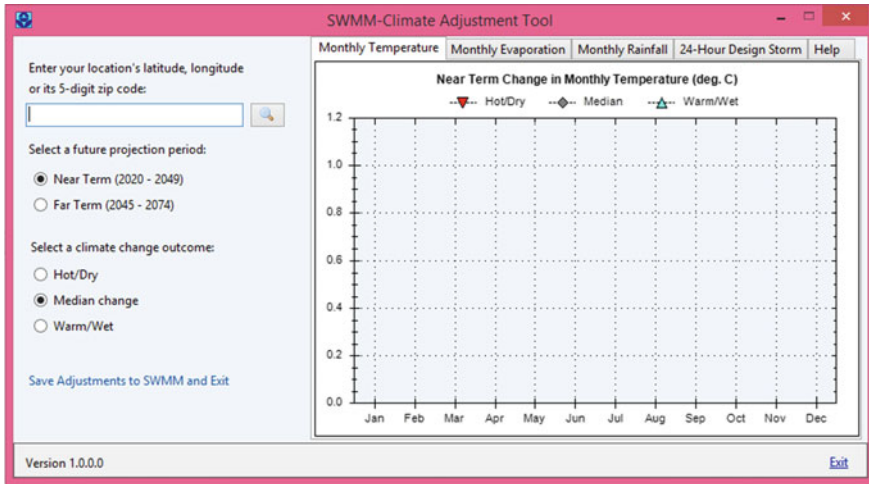 SWMM-Climate Adjustment Tool
Enter your location's latitude, longitude
or its 5-digit zip code:
Select a future projection period:
Near Term (2020 - 2049)
Far Term (2045 - 2074)
Select a climate change outcome:
Hot/Dry
Median change
Warm/Wet
Save Adjustments to SWMM and Exit
Monthly Temperature Monthly Evaporation Monthly Rainfall 24-Hour Design Storm Help
Near Term Change in Monthly Temperature (deg. C)
Hot/Dry Median Warm/Wet
1.2
1.0
0.8
0.6
0.4
0.2
0.0
Jan Feb Mar Apr May Jun Jul Aug Sep Oct Nov Dec
Version 1.0.0.0 Exit